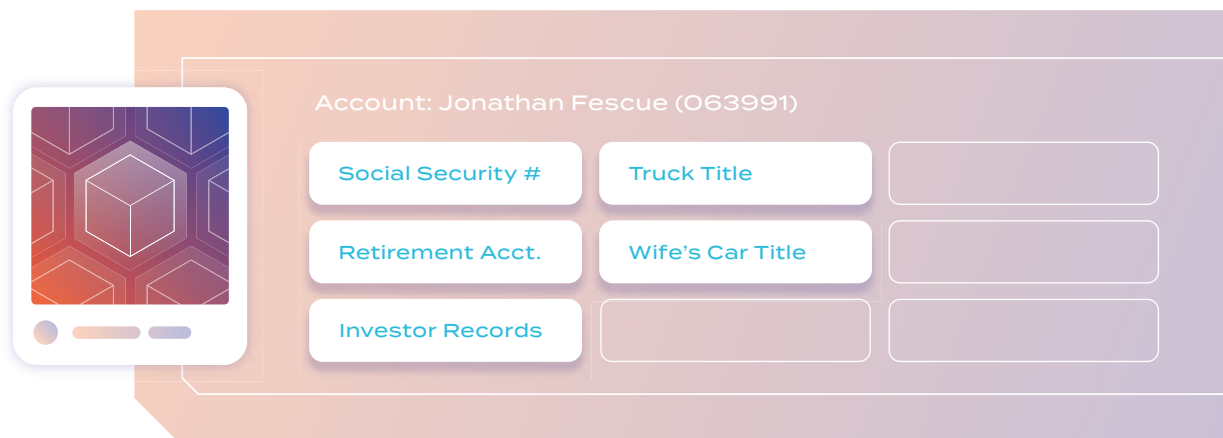 Account: Jonathan Fescue (063991)
Social Security #
Truck Title
Retirement Acct.
Wife’s Car Title
Investor Records